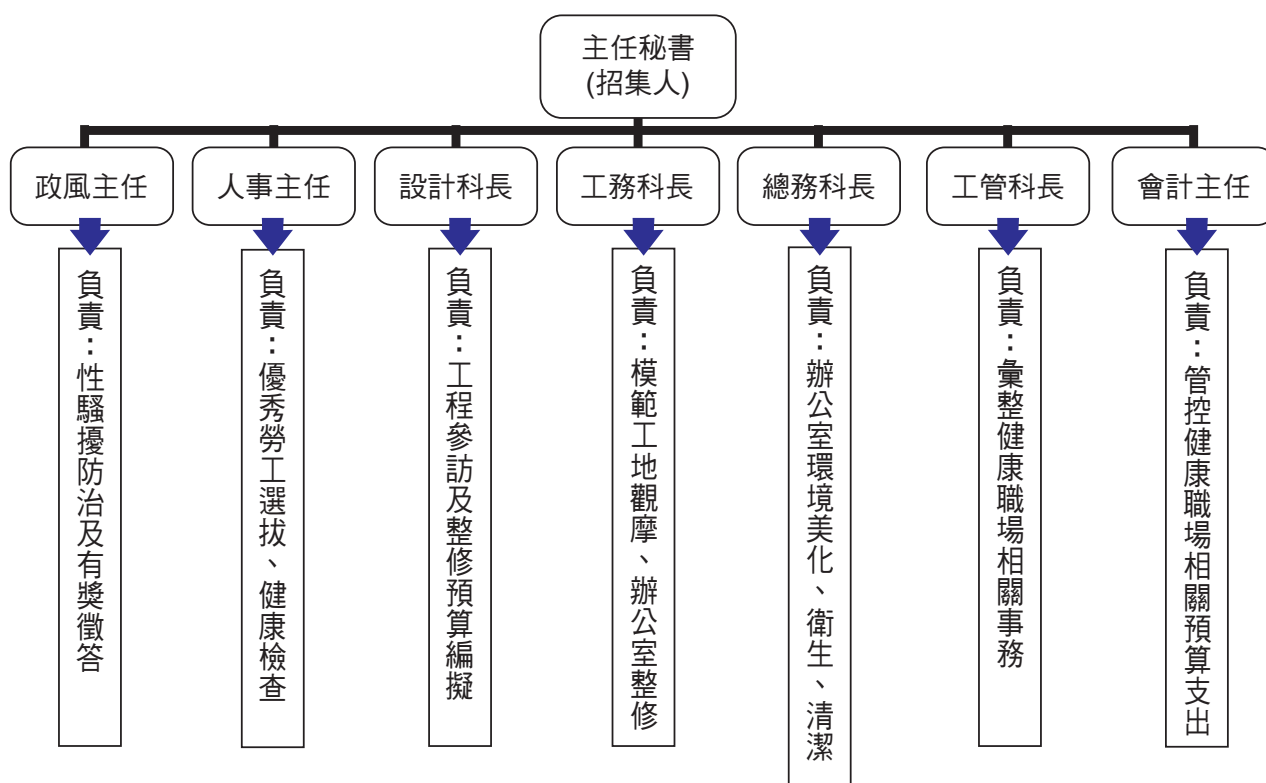 主任秘書
(招集人)
政風主任
人事主任
設計科長
工務科長
總務科長
工管科長
會計主任
負責：性騷擾防治及有獎徵答
負責：優秀勞工選拔、健康檢查
負責：工程參訪及整修預算編擬
負責：模範工地觀摩、辦公室整修
負責：辦公室環境美化、衛生、清潔
負責：彙整健康職場相關事務
負責：管控健康職場相關預算支出